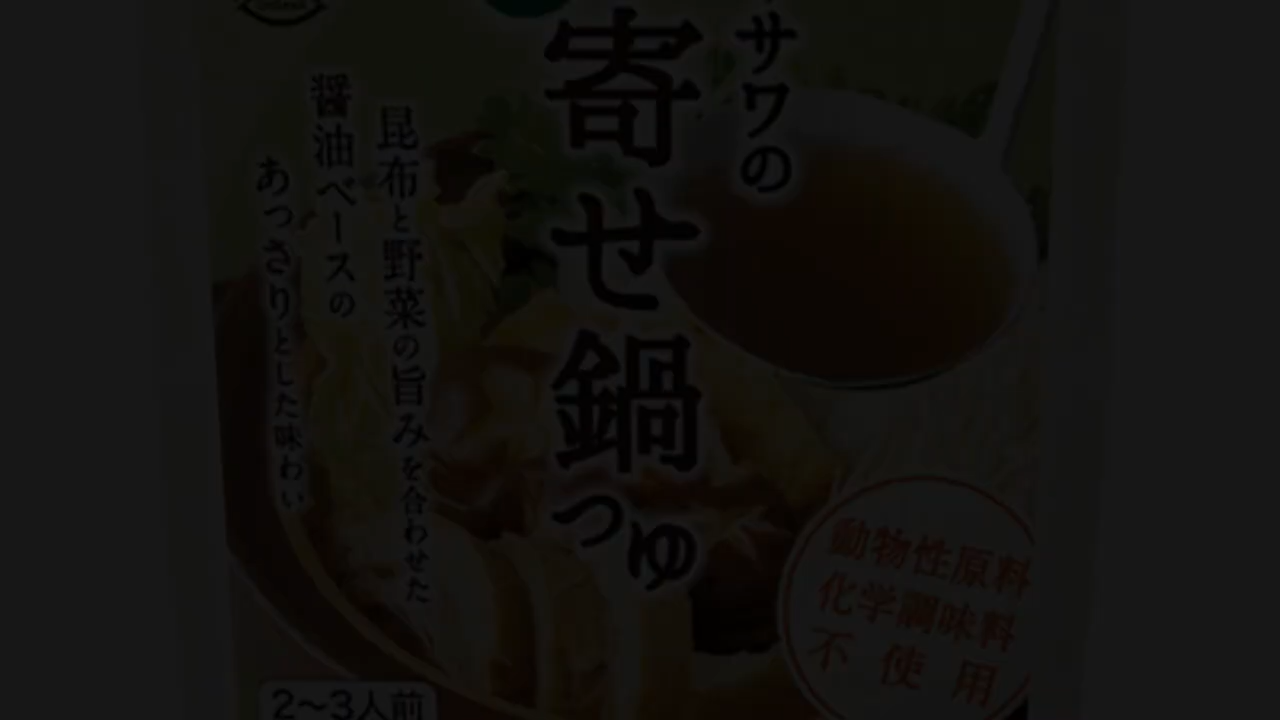 サワの
寄せ鍋つゆ
昆布と野菜の旨みを合わせた
醤油ベースの
あっさりとした味わい
動物性原料
化学調味料
不使用
2〜3人前